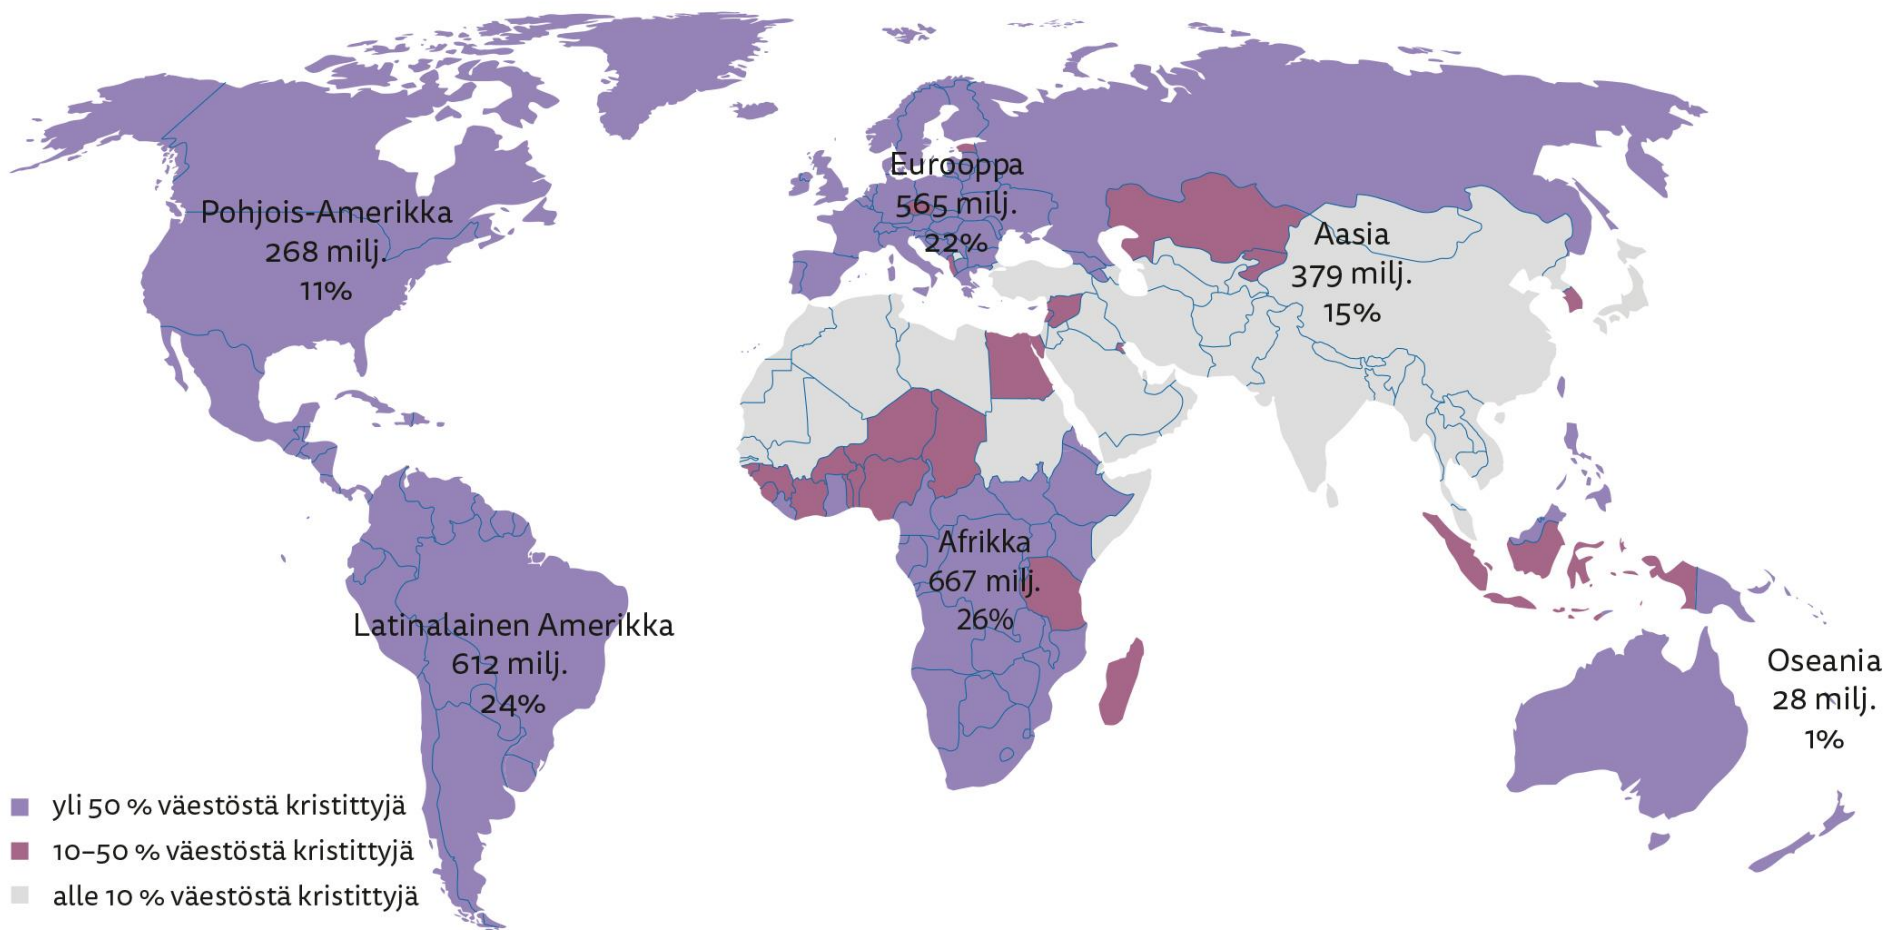 Pohjois-Amerikka
268 milj.
11%
Eurooppa
565 milj.
22%
Aasia
379 milj.
15%
Afrikka
667 milj.
26%
Latinalainen Amerikka
612 milj.
24%
Oseania
28 milj.
1%
yli 50 % väestöstä kristittyjä
10–50 % väestöstä kristittyjä
alle 10 % väestöstä kristittyjä